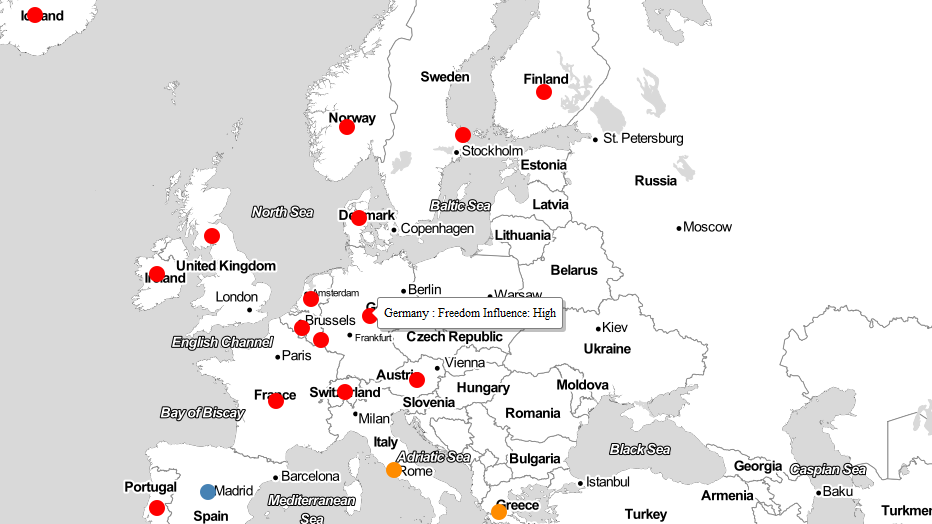 Iceland
Sweden
Finland
Norway
St. Petersburg
Stockholm
Estonia
Russia
Latvia
Baltic Sea
North Sea
Denmark
Copenhagen
Moscow
Lithuania
United Kingdom
Belarus
Ireland
Berlin
Amsterdam
London
Warsaw
Germany : Freedom Influence: High
Brussels
Kiev
Frankfurt
Czech Republic
English Channel
Ukraine
Paris
Vienna
Austria
Hungary
Moldova
France
Switzerland
Slovenia
Bay of Biscay
Milan
Romania
Italy
Black Sea
Adriatic Sea
Bulgaria
Rome
Georgia
Caspian Sea
Barcelona
Istanbul
Portugal
Madrid
Baku
Armenia
Mediterranean
Sea
Greece
Spain
Turkey
Turkmen